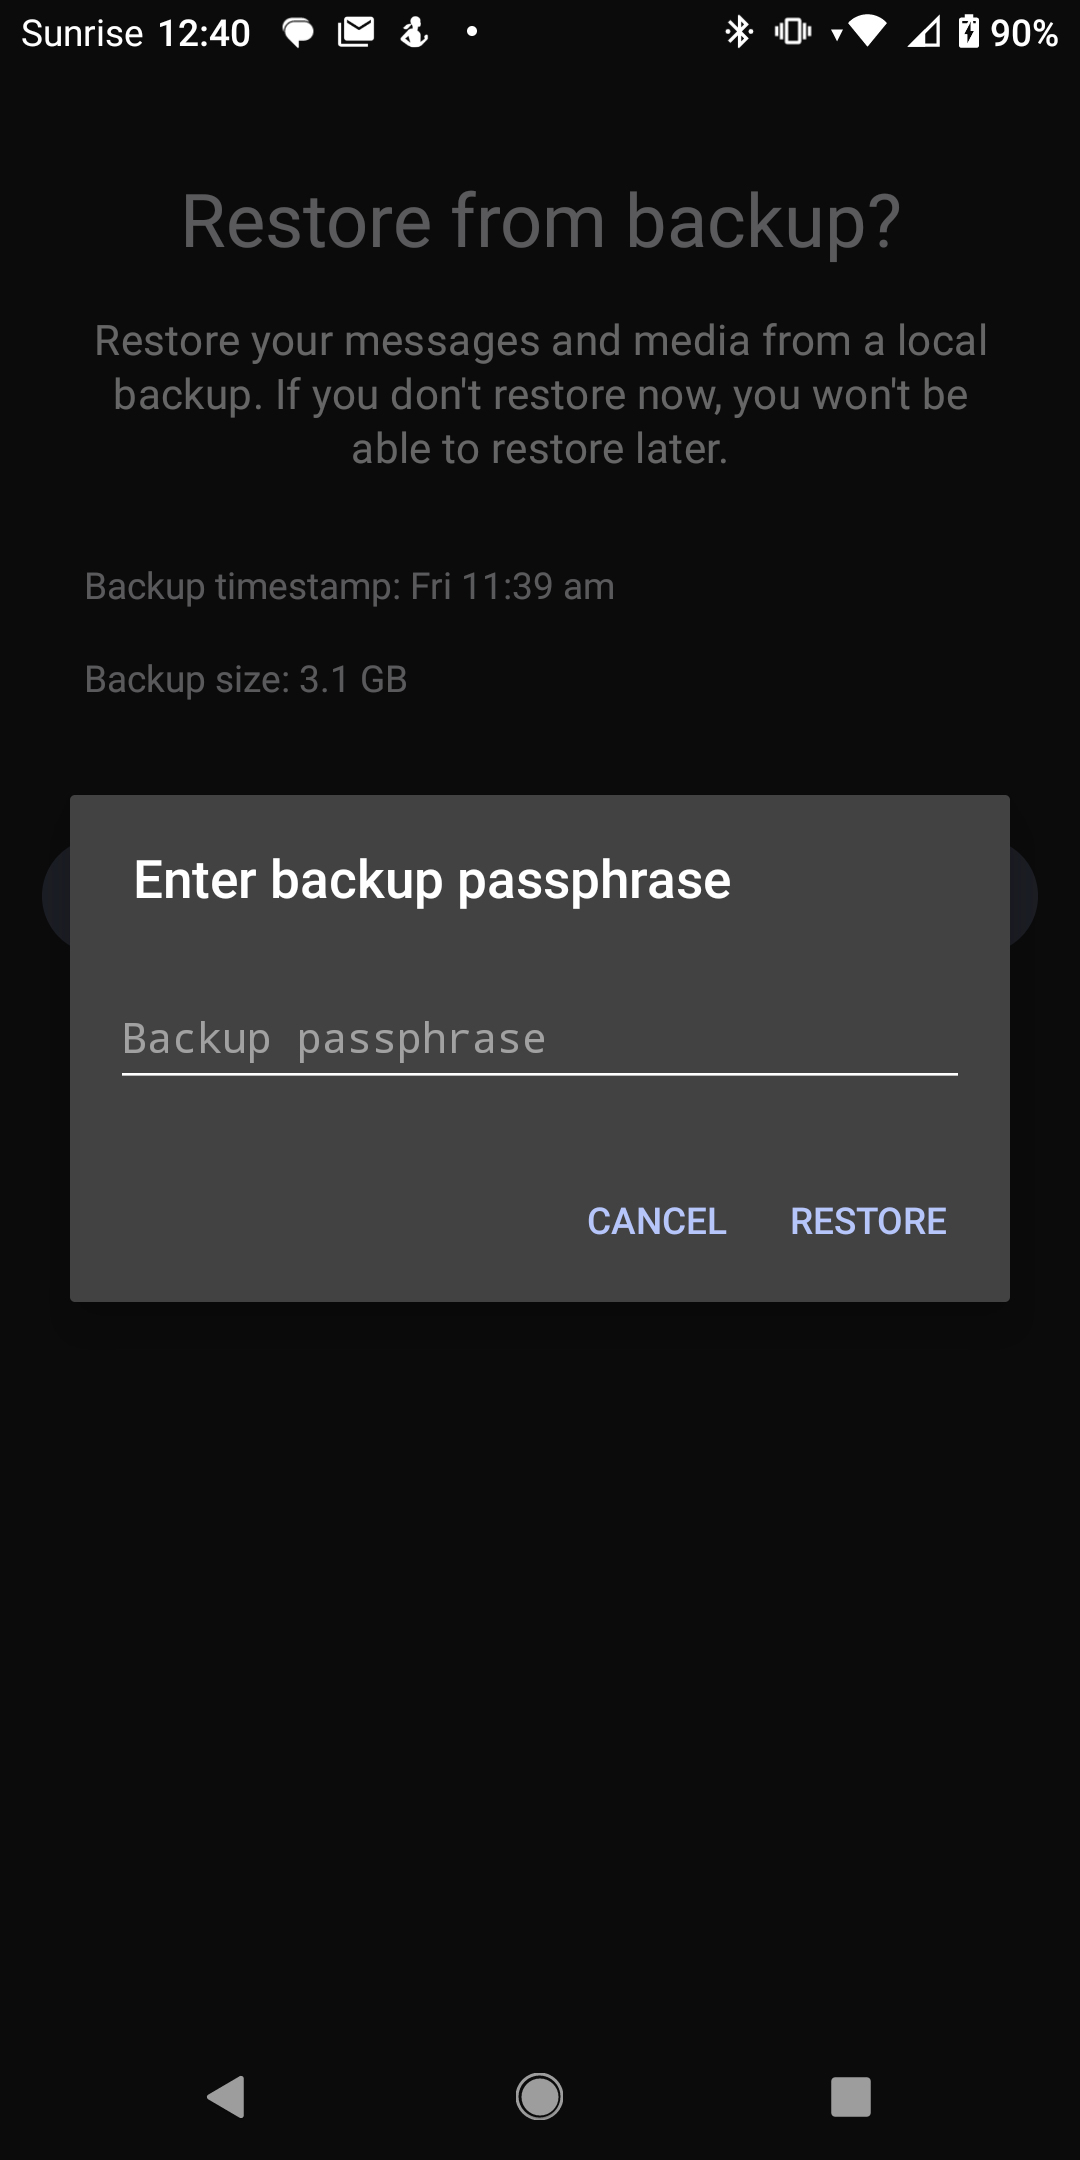 Sunrise 12:40 90%
Restore from backup?
Restore your messages and media from a local
backup. If you don't restore now, you won't be
able to restore later.
Backup timestamp: Fri 11:39 am
Backup size: 3.1 GB
Enter backup passphrase
Backup passphrase
CANCEL RESTORE